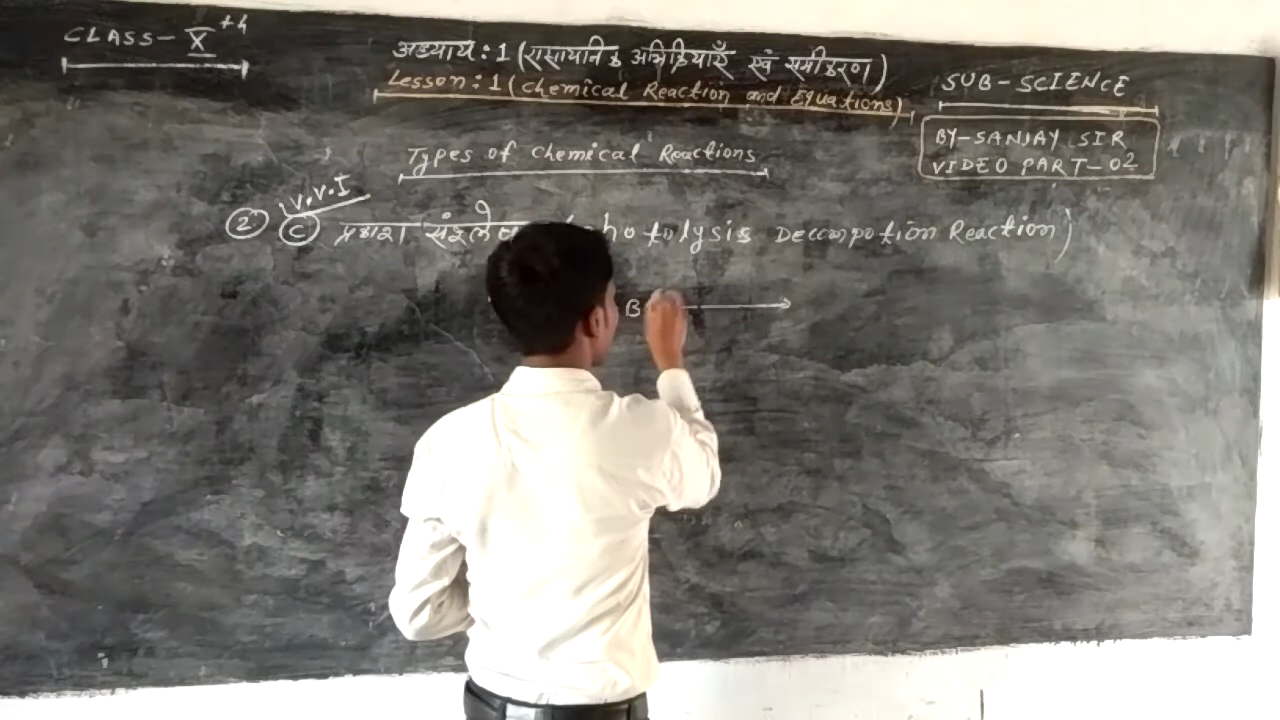 CLASS- X th
अध्याय : 1 (रासायनिक अभिक्रियाएँ एवं समीकरण)
Lesson : 1 (Chemical Reaction and Equations)
SUB-SCIENCE
BY-SANJAY SIR
VIDEO PART-02
Types of Chemical Reactions
V.V.I
2. (C) प्रकाश (Photolysis Decompotion Reaction)
B